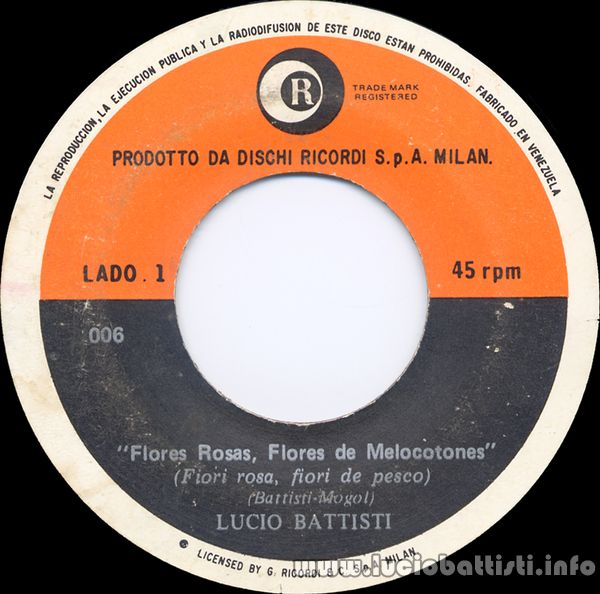 LA REPRODUCCION, LA EJECUCION PUBLICA Y LA RADIODIFUSION DE ESTE DISCO ESTAN PROHIBIDAS. FABRICADO EN VENEZUELA
R
TRADE MARK
REGISTERED
PRODOTTO DA DISCHI RICORDI S.p.A. MILAN.
LADO . 1
45 rpm
006
"Flores Rosas, Flores de Melocotones"
(Fiori rosa, fiori de pesco)
(Battisti-Mogol)
LUCIO BATTISTI
LICENSED BY G. RICORDI E C. S.p.A. MILAN.
www.luciobattisti.info